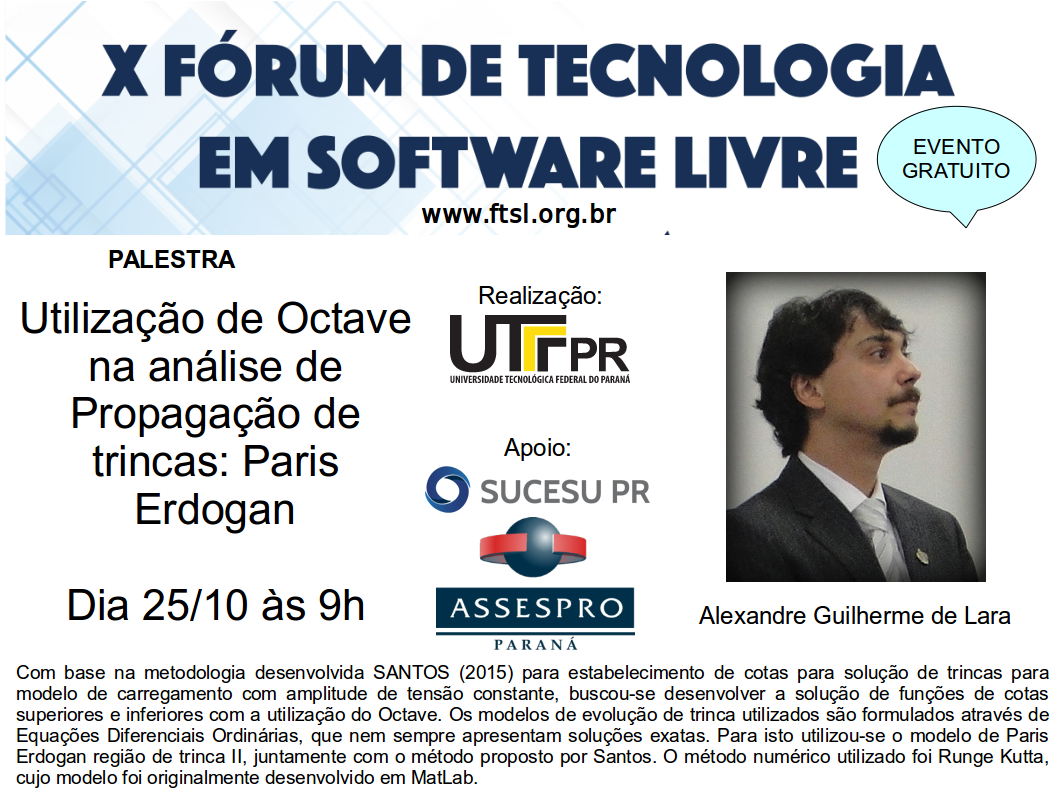 X FÓRUM DE TECNOLOGIA
EM SOFTWARE LIVRE
EVENTO
GRATUITO
www.ftsl.org.br
PALESTRA
Utilização de Octave
na análise de
Propagação de
trincas: Paris
Erdogan
Dia 25/10 às 9h
Realização:
UTFPR
UNIVERSIDADE TECNOLÓGICA FEDERAL DO PARANÁ
Apoio:
SUCESU PR
ASSESPRO
PARANÁ
Alexandre Guilherme de Lara
Com base na metodologia desenvolvida SANTOS (2015) para estabelecimento de cotas para solução de trincas para
modelo de carregamento com amplitude de tensão constante, buscou-se desenvolver a solução de funções de cotas
superiores e inferiores com a utilização do Octave. Os modelos de evolução de trinca utilizados são formulados através de
Equações Diferenciais Ordinárias, que nem sempre apresentam soluções exatas. Para isto utilizou-se o modelo de Paris
Erdogan região de trinca II, juntamente com o método proposto por Santos. O método numérico utilizado foi Runge Kutta,
cujo modelo foi originalmente desenvolvido em MatLab.